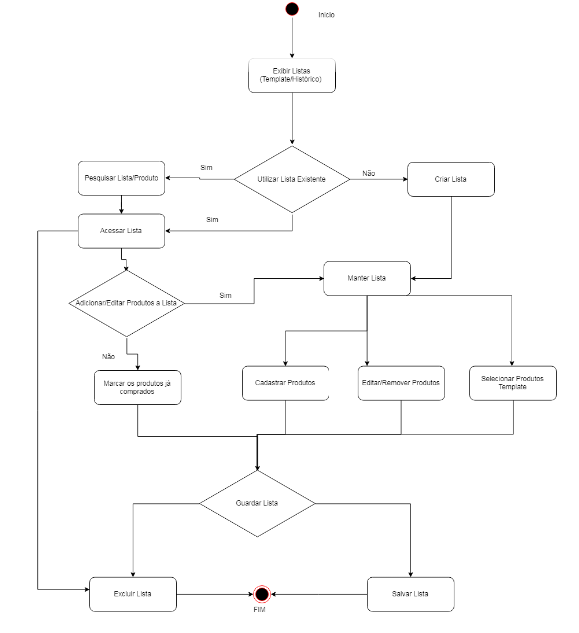 Início
Exibir Listas
(Template/Histórico)
Sim
Não
Pesquisar Lista/Produto
Utilizar Lista Existente
Criar Lista
Sim
Acessar Lista
Manter Lista
Sim
Adicionar/Editar Produtos a Lista
Não
Marcar os produtos já
comprados
Cadastrar Produtos
Editar/Remover Produtos
Selecionar Produtos
Template
Guardar Lista
Excluir Lista
Salvar Lista
FIM